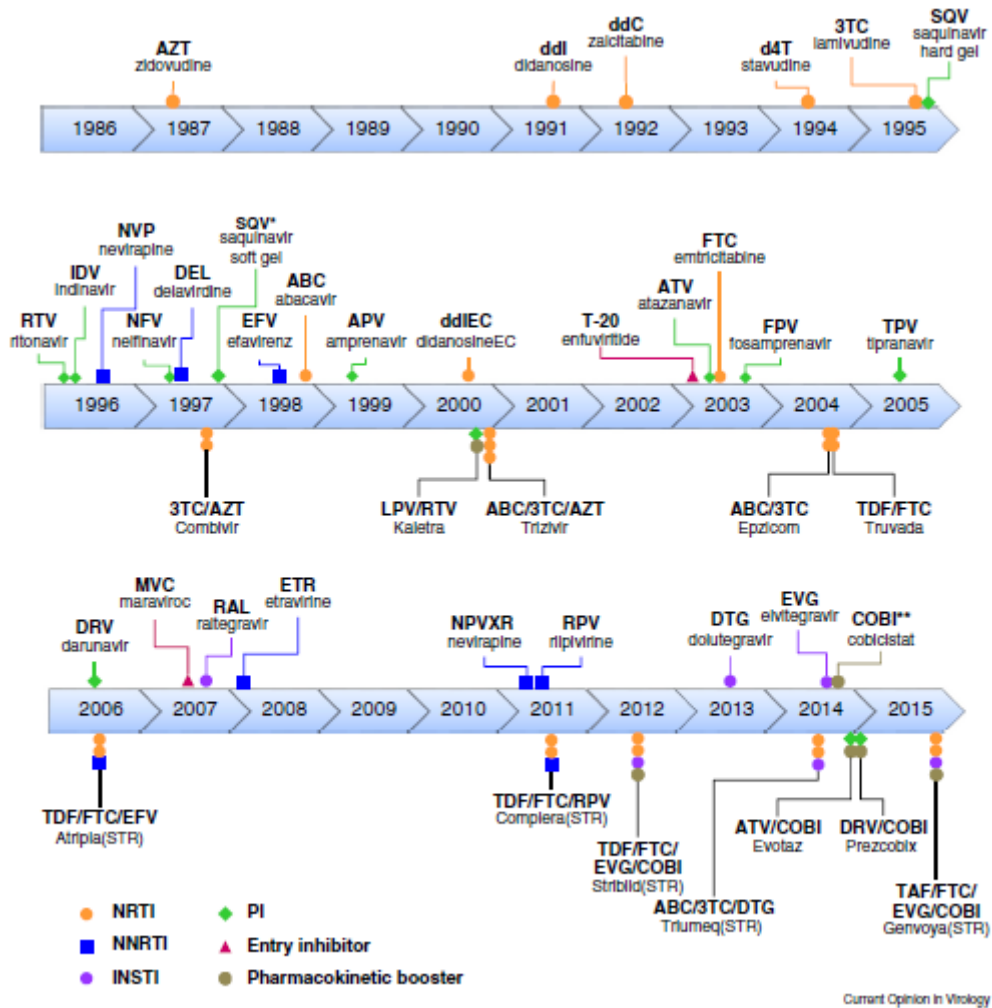 AZT
zidovudine
ddI
didanosine
ddC
zalcitabine
d4T
stavudine
3TC
lamivudine
SQV
saquinavir
hard gel
1986 1987 1988 1989 1990 1991 1992 1993 1994 1995
RTV
ritonavir
IDV
indinavir
NVP
nevirapine
NFV
nelfinavir
DEL
delavirdine
SQV*
saquinavir
soft gel
EFV
efavirenz
ABC
abacavir
APV
amprenavir
ddIEC
didanosineEC
T-20
enfuviritide
ATV
atazanavir
FTC
emtricitabine
FPV
fosamprenavir
TPV
tipranavir
1996 1997 1998 1999 2000 2001 2002 2003 2004 2005
3TC/AZT
Combivir
LPV/RTV
Kaletra
ABC/3TC/AZT
Trizivir
ABC/3TC
Epzicom
TDF/FTC
Truvada
DRV
darunavir
MVC
maraviroc
RAL
raltegravir
ETR
etravirine
NPVXR
nevirapine
RPV
rilpivirine
DTG
dolutegravir
EVG
elvitegravir
COBI**
cobicistat
2006 2007 2008 2009 2010 2011 2012 2013 2014 2015
TDF/FTC/EFV
Atripla(STR)
TDF/FTC/RPV
Complera(STR)
TDF/FTC/
EVG/COBI
Stribild(STR)
ABC/3TC/DTG
Triumeq(STR)
ATV/COBI
Evotaz
DRV/COBI
Prezcobix
TAF/FTC/
EVG/COBI
Genvoya(STR)
NRTI
NNRTI
INSTI
PI
Entry inhibitor
Pharmacokinetic booster
Current Opinion in Virology